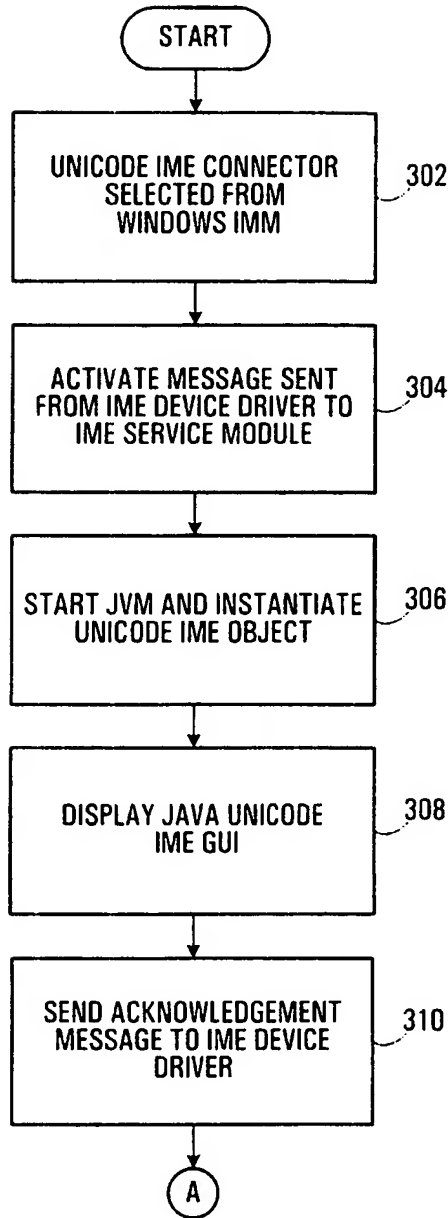 START
UNICODE IME CONNECTOR
SELECTED FROM
WINDOWS IMM
302
ACTIVATE MESSAGE SENT
FROM IME DEVICE DRIVER TO
IME SERVICE MODULE
304
START JVM AND INSTANTIATE
UNICODE IME OBJECT
306
DISPLAY JAVA UNICODE
IME GUI
308
SEND ACKNOWLEDGEMENT
MESSAGE TO IME DEVICE
DRIVER
310
A